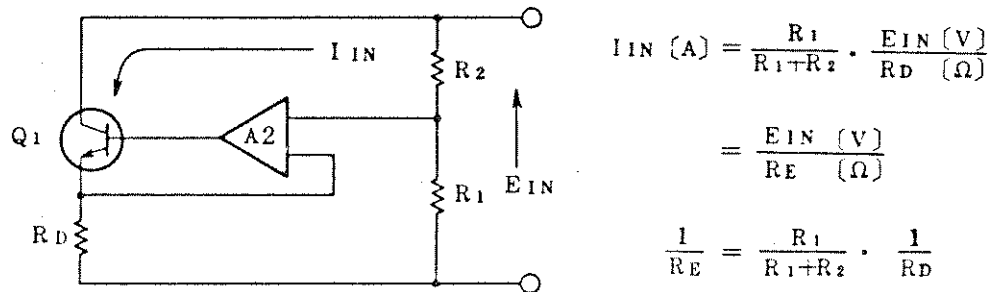 I IN
Q1
A2
R2
R1
EIN
RD
I IN (A) = R1 / R1+R2 · EIN (V) / RD (Ω)
= EIN (V) / RE (Ω)
1 / RE = R1 / R1+R2 · 1 / RD